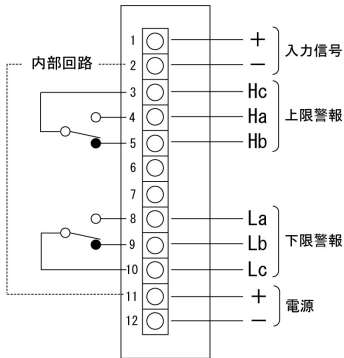 1 + 入力信号
内部回路 2 −
3 Hc
4 Ha 上限警報
5 Hb
6
7
8 La
9 Lb 下限警報
10 Lc
11 + 電源
12 −